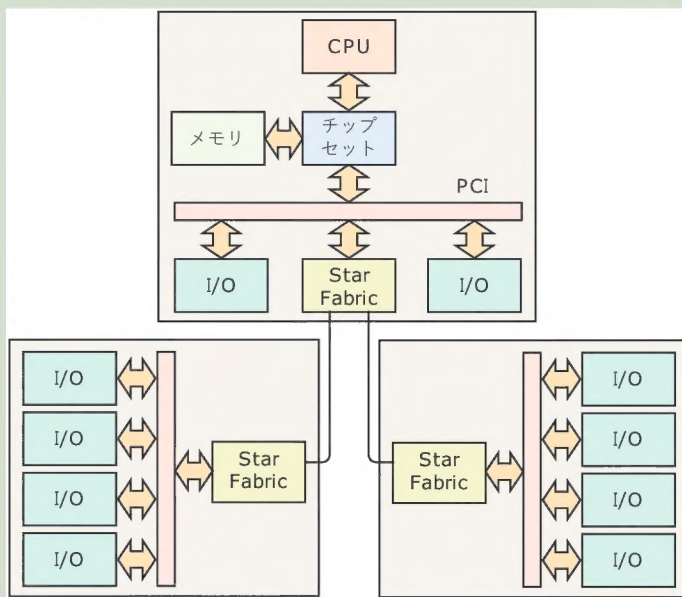 CPU
メモリ
チップ
セット
PCI
I/O
Star
Fabric
I/O
I/O
I/O
I/O
I/O
Star
Fabric
Star
Fabric
I/O
I/O
I/O
I/O